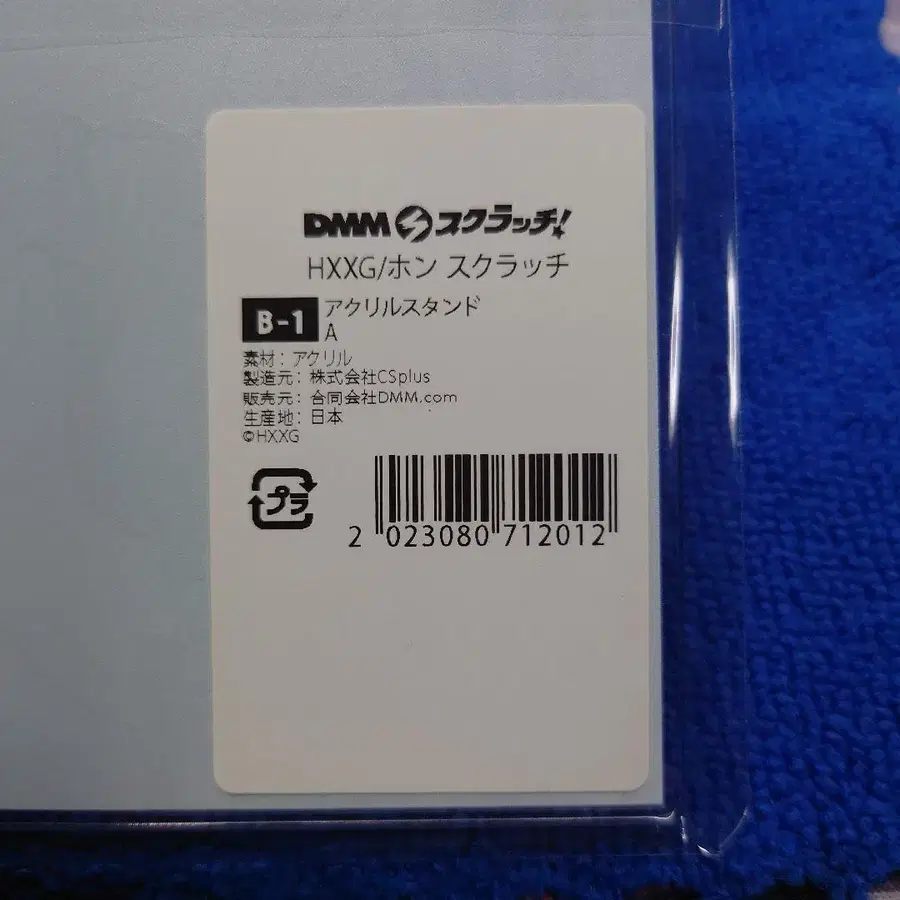 DMMスクラッチ!
HXXG/ホン スクラッチ
B-1 アクリルスタンド
A
素材: アクリル
製造元: 株式会社CSplus
販売元: 合同会社DMM.com
生産地: 日本
©HXXG
プラ
2 023080 712012